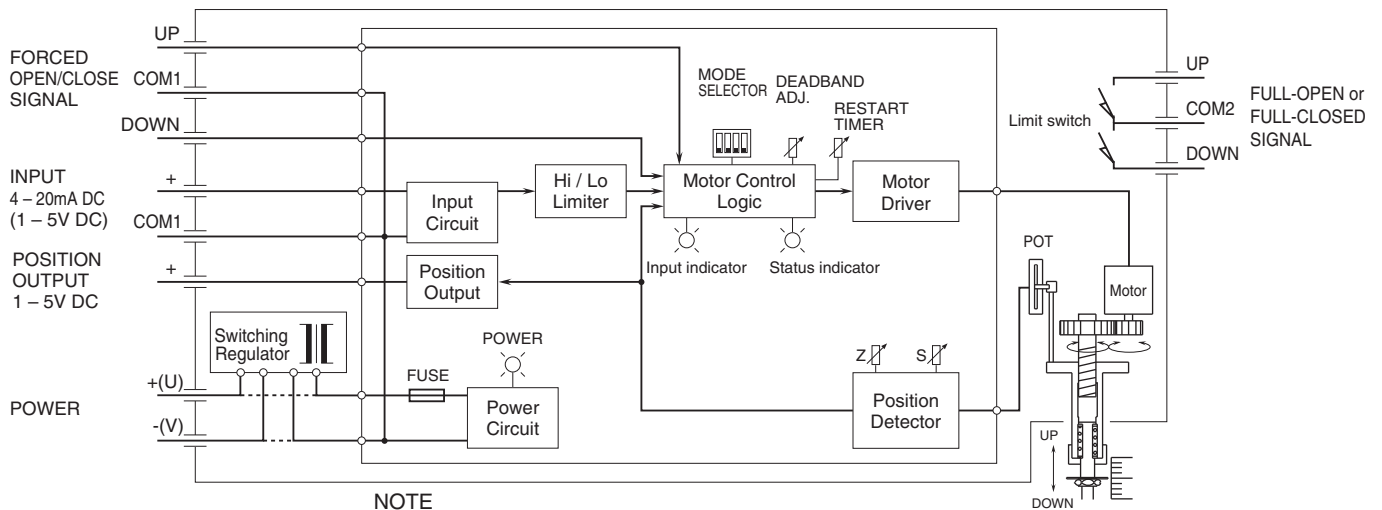 UP
FORCED
OPEN/CLOSE
SIGNAL
COM1
DOWN
INPUT
4 – 20mA DC
(1 – 5V DC)
+
COM1
POSITION
OUTPUT
1 – 5V DC
+
Switching
Regulator
POWER
+(U)
-(V)
FUSE
POWER
Power
Circuit
Input
Circuit
Position
Output
Hi / Lo
Limiter
MODE
SELECTOR
DEADBAND
ADJ.
RESTART
TIMER
Motor Control
Logic
Input indicator
Status indicator
Motor
Driver
Z
S
Position
Detector
POT
Motor
UP
DOWN
Limit switch
UP
COM2
DOWN
FULL-OPEN or
FULL-CLOSED
SIGNAL
NOTE